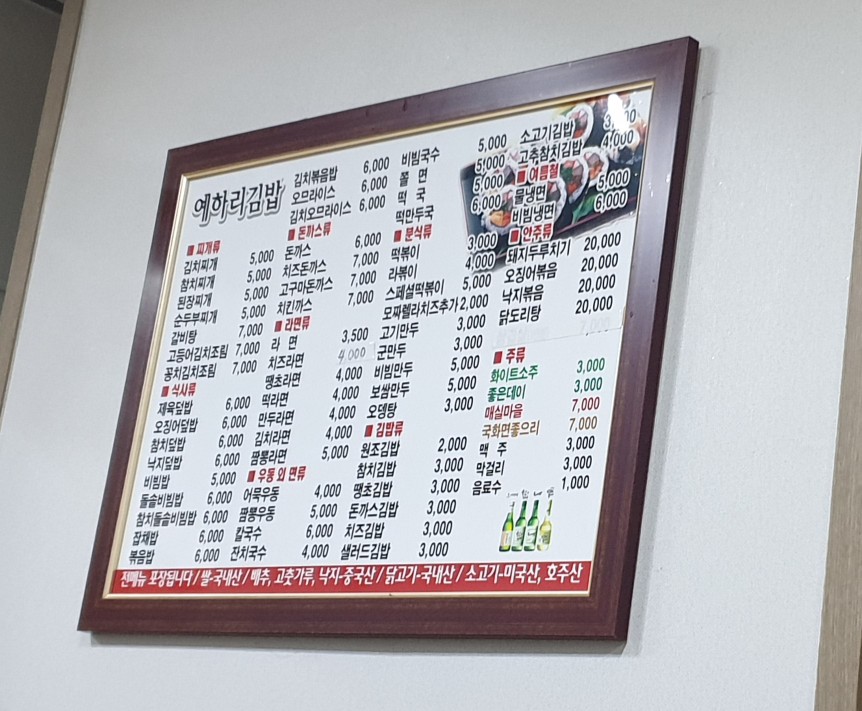 예하리김밥
■ 찌개류
김치찌개 5,000
참치찌개 5,000
된장찌개 5,000
순두부찌개 5,000
갈비탕 7,000
고등어김치조림 7,000
꽁치김치조림 7,000
■ 식사류
제육덮밥 6,000
오징어덮밥 6,000
참치덮밥 6,000
낙지덮밥 6,000
비빔밥 5,000
돌솥비빔밥 6,000
참치돌솥비빔밥 6,000
잡채밥 6,000
볶음밥 6,000
김치볶음밥 6,000
오므라이스 6,000
김치오므라이스 6,000
■ 돈까스류
돈까스 6,000
치즈돈까스 7,000
고구마돈까스 7,000
치킨까스 7,000
■ 라면류
라 면 3,500
치즈라면 4,000
땡초라면 4,000
떡라면 4,000
만두라면 4,000
김치라면 4,000
짬뽕라면 5,000
■ 우동 외 면류
어묵우동 4,000
짬뽕우동 5,000
칼국수 6,000
잔치국수 4,000
비빔국수 5,000
쫄 면 5,000
떡 국 5,000
떡만두국 6,000
■ 분식류
떡볶이 3,000
라볶이 4,000
스페셜떡볶이 5,000
모짜렐라치즈추가 2,000
고기만두 3,000
군만두 3,000
비빔만두 5,000
보쌈만두 5,000
오뎅탕 3,000
■ 김밥류
원조김밥 2,000
참치김밥 3,000
땡초김밥 3,000
돈까스김밥 3,000
치즈김밥 3,000
샐러드김밥 3,000
소고기김밥
고추참치김밥 4,000
■ 여름철
물냉면 5,000
비빔냉면 6,000
■ 안주류
돼지두루치기 20,000
오징어볶음 20,000
낙지볶음 20,000
닭도리탕 20,000
■ 주류
화이트소주 3,000
좋은데이 3,000
매실마을 7,000
국화면좋으리 7,000
맥 주 3,000
막걸리 3,000
음료수 1,000
전메뉴 포장됩니다 / 쌀-국내산 / 배추, 고춧가루, 낙지-중국산 / 닭고기-국내산 / 소고기-미국산, 호주산